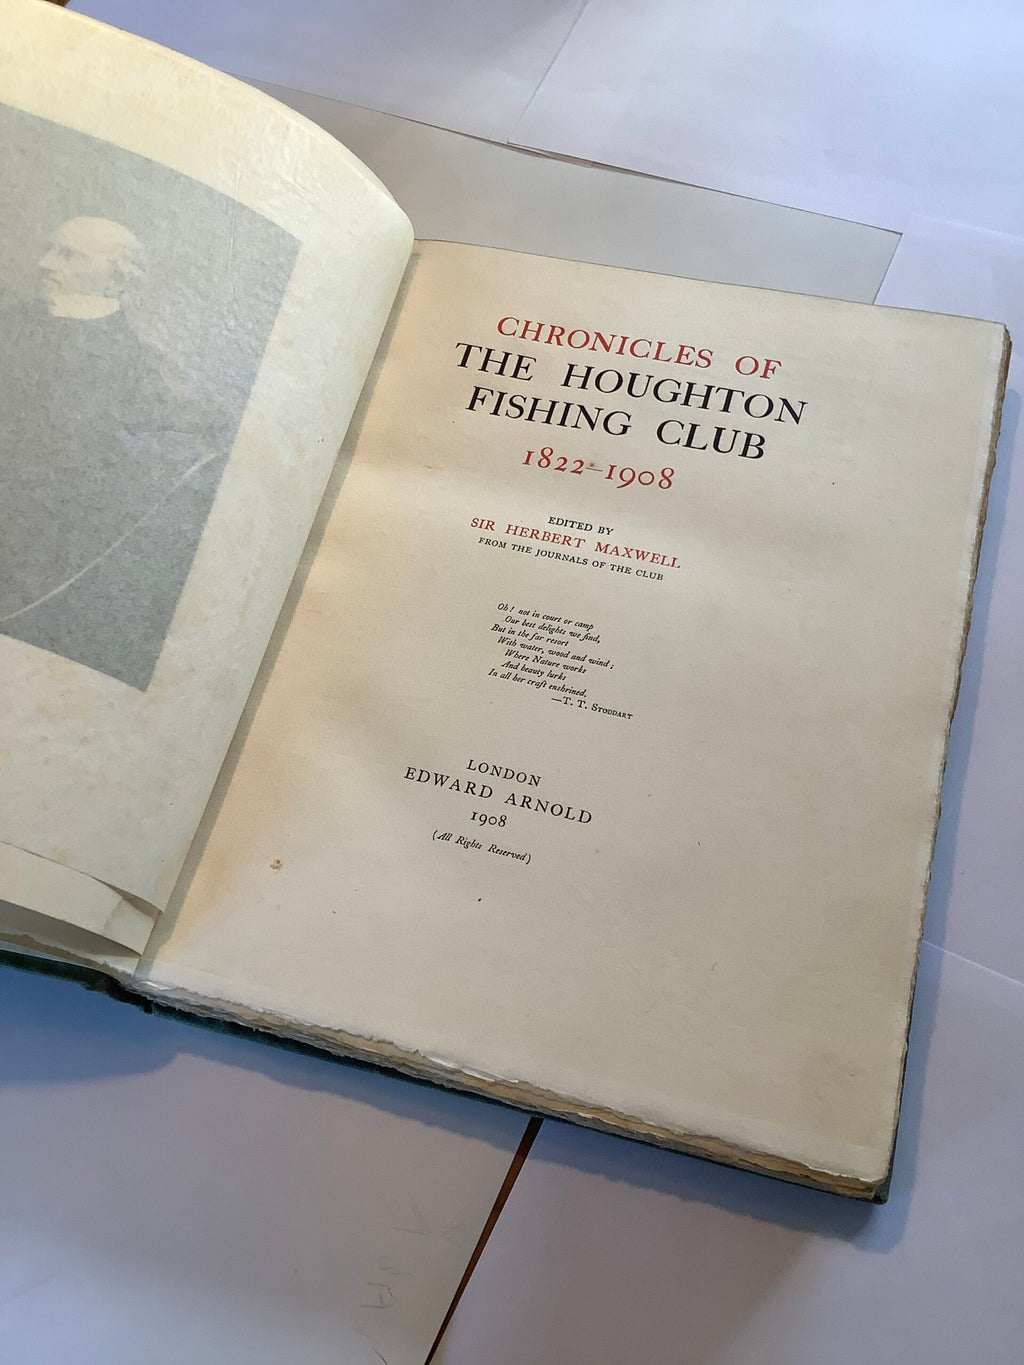 CHRONICLES OF
THE HOUGHTON
FISHING CLUB
1822–1908
EDITED BY
SIR HERBERT MAXWELL
FROM THE JOURNALS OF THE CLUB
Oh! not in court or camp
Our best delights we find,
But in the far resort
With water, wood and wind;
Where Nature works
And beauty lurks
In all her craft enshrined.
—T. T. STODDART
LONDON
EDWARD ARNOLD
1908
(All Rights Reserved)